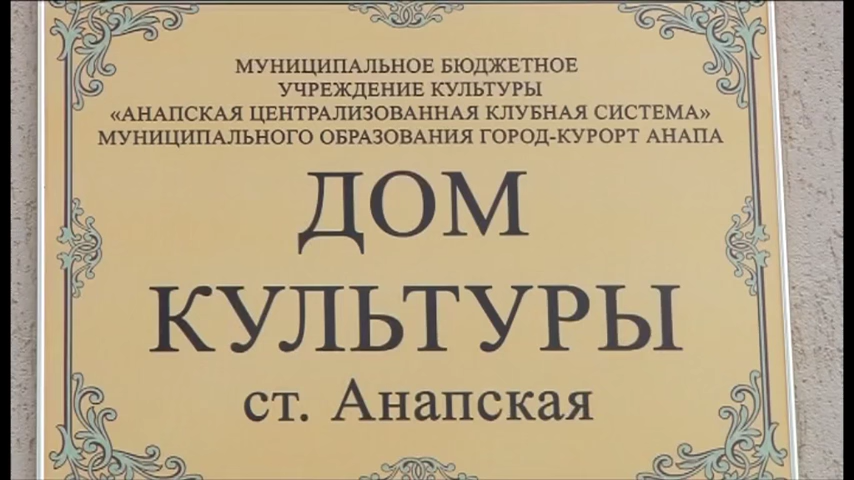 МУНИЦИПАЛЬНОЕ БЮДЖЕТНОЕ
УЧРЕЖДЕНИЕ КУЛЬТУРЫ
«АНАПСКАЯ ЦЕНТРАЛИЗОВАННАЯ КЛУБНАЯ СИСТЕМА»
МУНИЦИПАЛЬНОГО ОБРАЗОВАНИЯ ГОРОД-КУРОРТ АНАПА
ДОМ
КУЛЬТУРЫ
ст. Анапская